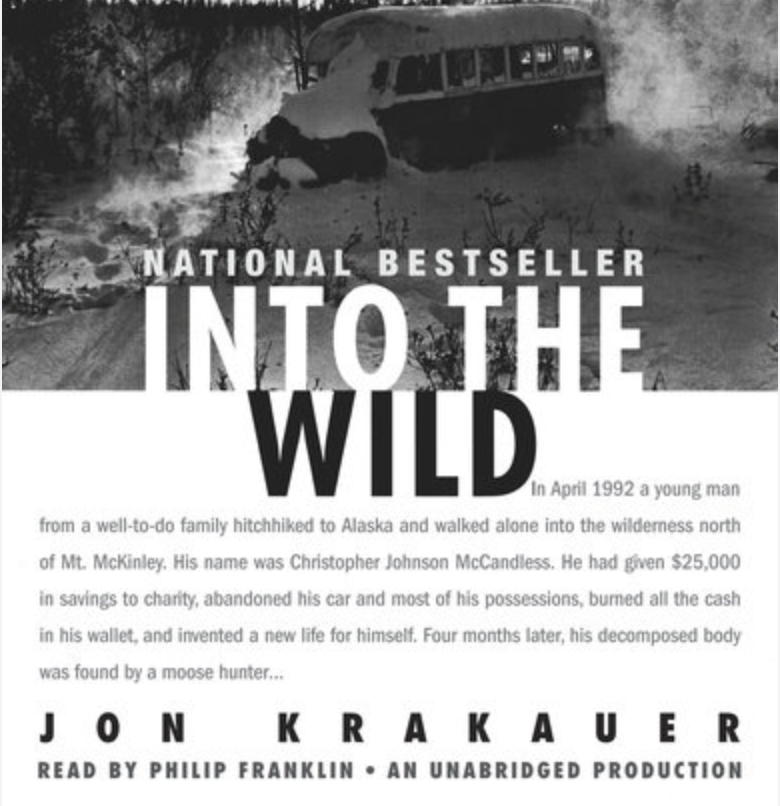 NATIONAL BESTSELLER
INTO THE
WILD
In April 1992 a young man
from a well-to-do family hitchhiked to Alaska and walked alone into the wilderness north
of Mt. McKinley. His name was Christopher Johnson McCandless. He had given $25,000
in savings to charity, abandoned his car and most of his possessions, burned all the cash
in his wallet, and invented a new life for himself. Four months later, his decomposed body
was found by a moose hunter...
JON KRAKAUER
READ BY PHILIP FRANKLIN • AN UNABRIDGED PRODUCTION